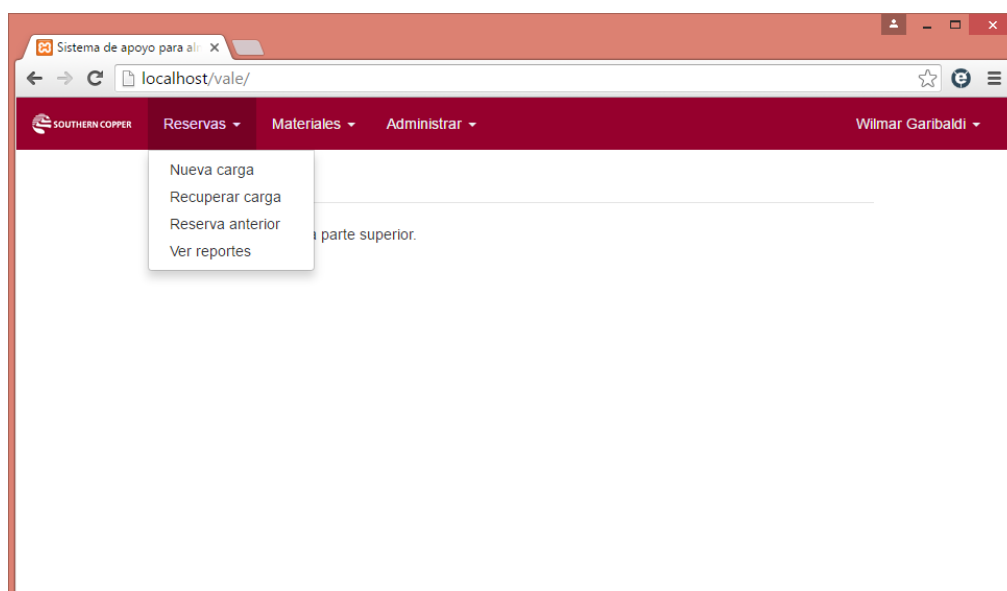 Sistema de apoyo para al
localhost/vale/
SOUTHERN COPPER Reservas Materiales Administrar Wilmar Garibaldi
Nueva carga
Recuperar carga
Reserva anterior
parte superior.
Ver reportes